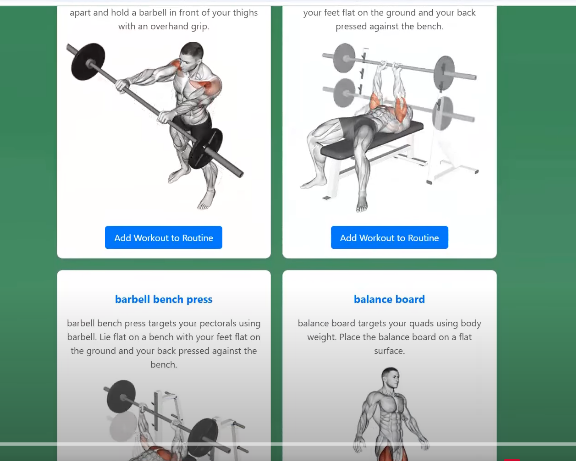 apart and hold a barbell in front of your thighs
with an overhand grip.
your feet flat on the ground and your back
pressed against the bench.
Add Workout to Routine
Add Workout to Routine
barbell bench press
barbell bench press targets your pectorals using
barbell. Lie flat on a bench with your feet flat on
the ground and your back pressed against the
bench.
balance board
balance board targets your quads using body
weight. Place the balance board on a flat
surface.